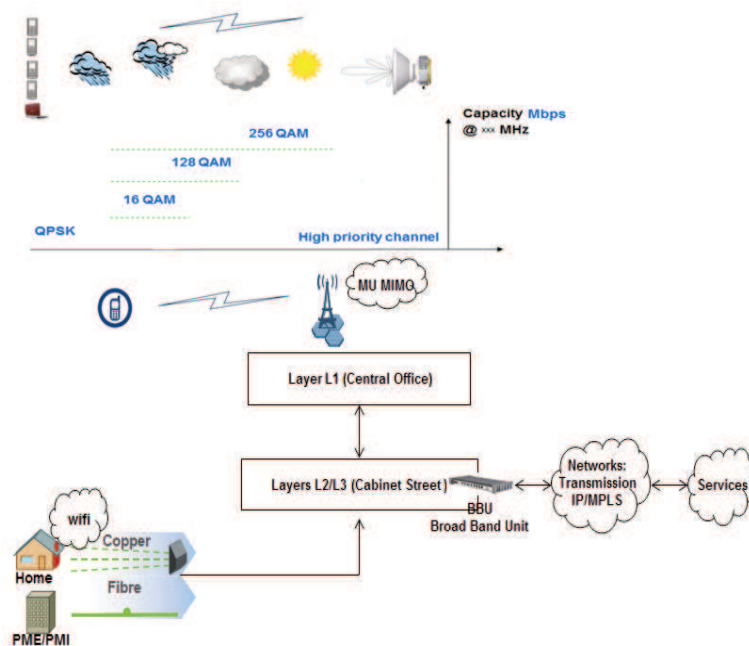 Capacity Mbps
@ xxx MHz
256 QAM
128 QAM
16 QAM
QPSK
High priority channel
MU MIMO
Layer L1 (Central Office)
Layers L2/L3 (Cabinet Street)
BBU
Broad Band Unit
Networks:
Transmission
IP/MPLS
Services
wifi
Copper
Home
Fibre
PME/PMI